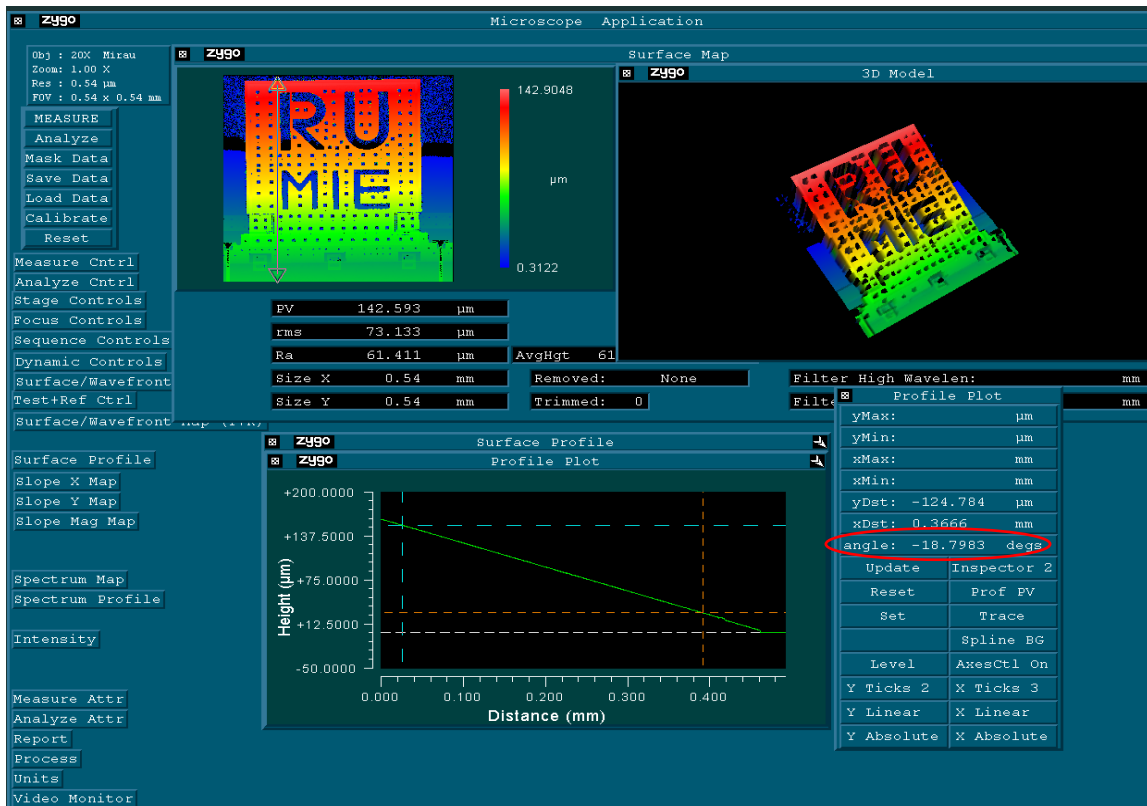 zygo Microscope Application
Obj : 20X Mirau
Zoom: 1.00 X
Res : 0.54 µm
FOV : 0.54 x 0.54 mm
MEASURE
Analyze
Mask Data
Save Data
Load Data
Calibrate
Reset
Measure Cntrl
Analyze Cntrl
Stage Controls
Focus Controls
Sequence Controls
Dynamic Controls
Surface/Wavefront
Test+Ref Ctrl
Surface/Wavefront Map (T+R)
Surface Profile
Slope X Map
Slope Y Map
Slope Mag Map
Spectrum Map
Spectrum Profile
Intensity
Measure Attr
Analyze Attr
Report
Process
Units
Video Monitor
zygo Surface Map
RU
MIE
142.9048
µm
0.3122
PV 142.593 µm
rms 73.133 µm
Ra 61.411 µm AvgHgt 61
Size X 0.54 mm Removed: None Filter High Wavelen: mm
Size Y 0.54 mm Trimmed: 0 Filte mm
zygo 3D Model
RU
MIE
zygo Surface Profile
zygo Profile Plot
+200.0000
+137.5000
+75.0000
+12.5000
-50.0000
Height (µm)
0.000 0.100 0.200 0.300 0.400
Distance (mm)
Profile Plot
yMax: µm
yMin: µm
xMax: mm
xMin: mm
yDst: -124.784 µm
xDst: 0.3666 mm
angle: -18.7983 degs
Update Inspector 2
Reset Prof PV
Set Trace
Spline BG
Level AxesCtl On
Y Ticks 2 X Ticks 3
Y Linear X Linear
Y Absolute X Absolute